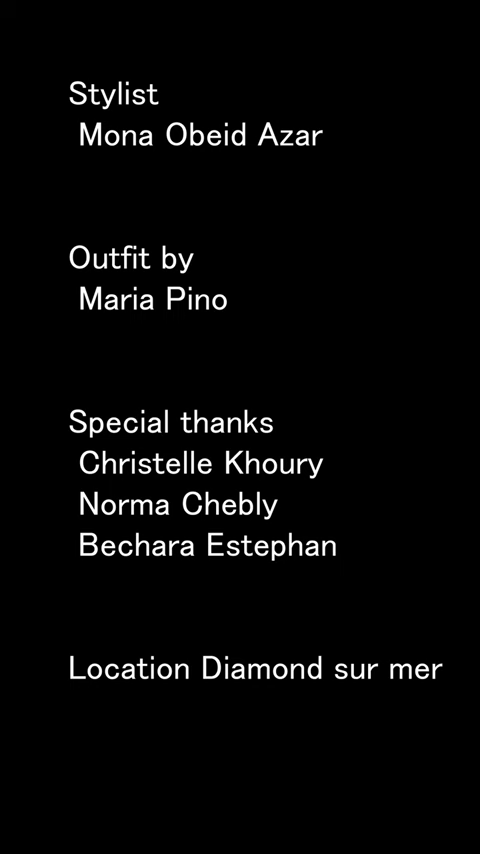 Stylist
Mona Obeid Azar
Outfit by
Maria Pino
Special thanks
Christelle Khoury
Norma Chebly
Bechara Estephan
Location Diamond sur mer